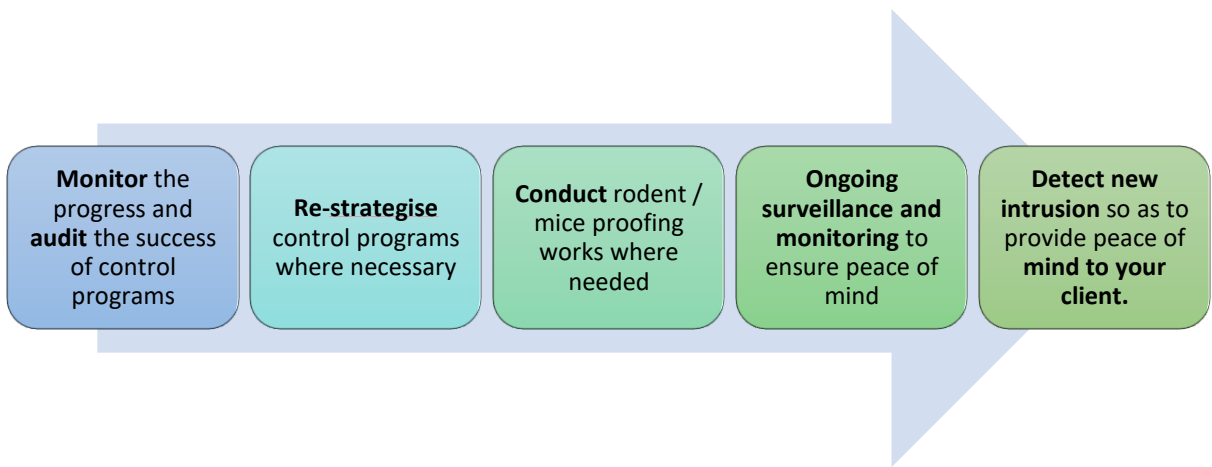 Monitor the
progress and
audit the success
of control
programs
Re-strategise
control programs
where necessary
Conduct rodent /
mice proofing
works where
needed
Ongoing
surveillance and
monitoring to
ensure peace of
mind
Detect new
intrusion so as to
provide peace of
mind to your
client.